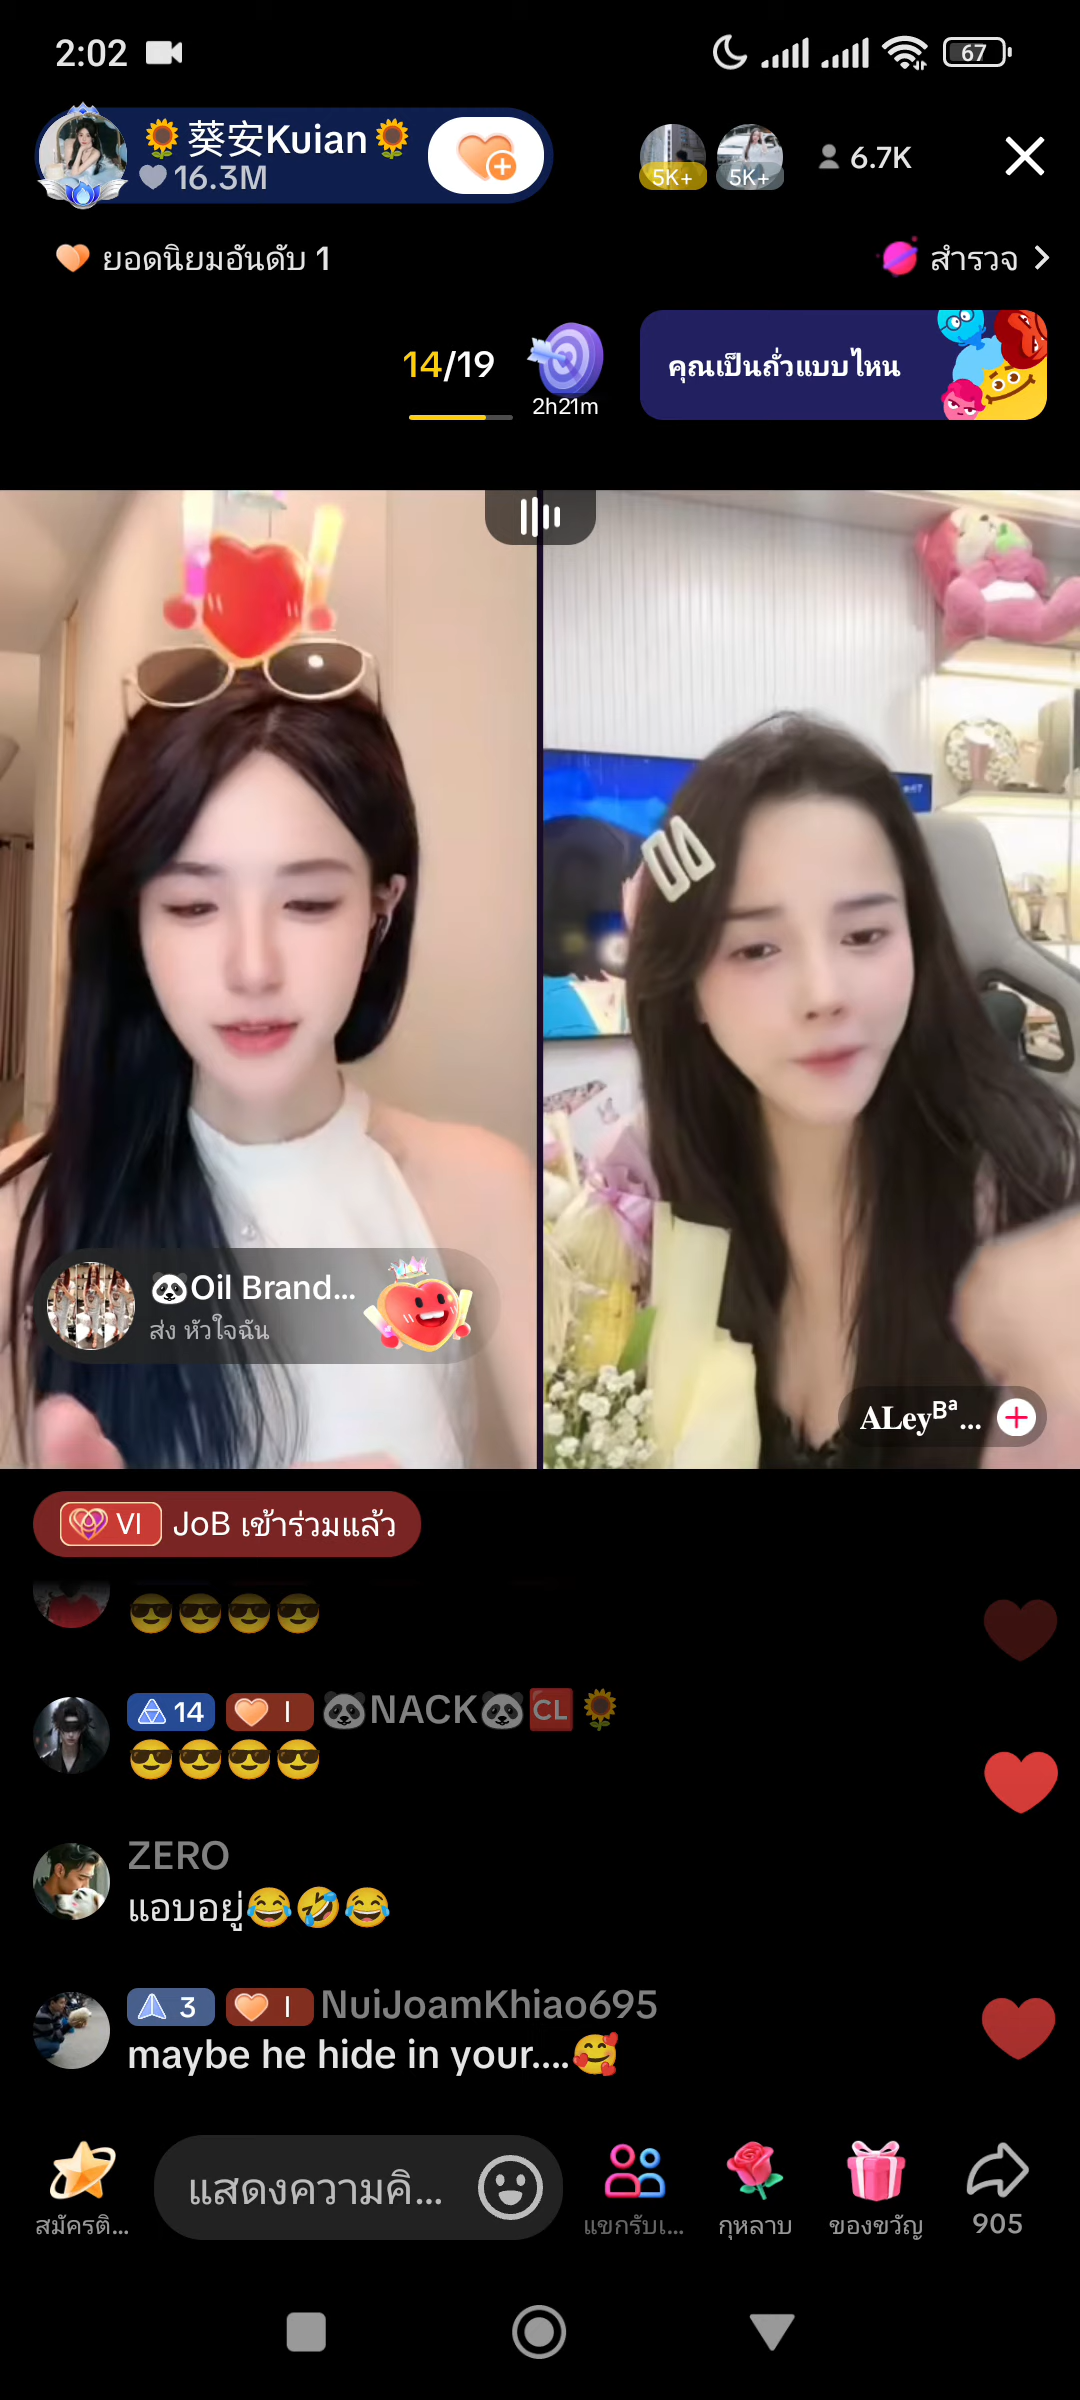 2:02
67
🌻葵安Kuian🌻
16.3M
5K+
5K+
6.7K
ยอดนิยมอันดับ 1
สำรวจ
14/19
2h21m
คุณเป็นถั่วแบบไหน
🐼Oil Brand...
ส่ง หัวใจฉัน
ALeyᴮᵃ...
VI JoB เข้าร่วมแล้ว
😎😎😎😎
14 I 🐼NACK🐼CL🌻
😎😎😎😎
ZERO
แอบอยู่😂🤣😂
3 I NuiJoamKhiao695
maybe he hide in your....🥰
สมัครติ...
แสดงความคิ...
แขกรับเ...
กุหลาบ
ของขวัญ
905